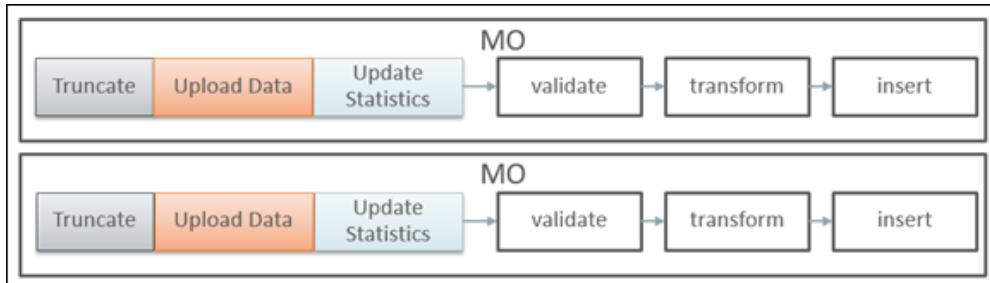 MO
Truncate
Upload Data
Update
Statistics
validate
transform
insert
MO
Truncate
Upload Data
Update
Statistics
validate
transform
insert